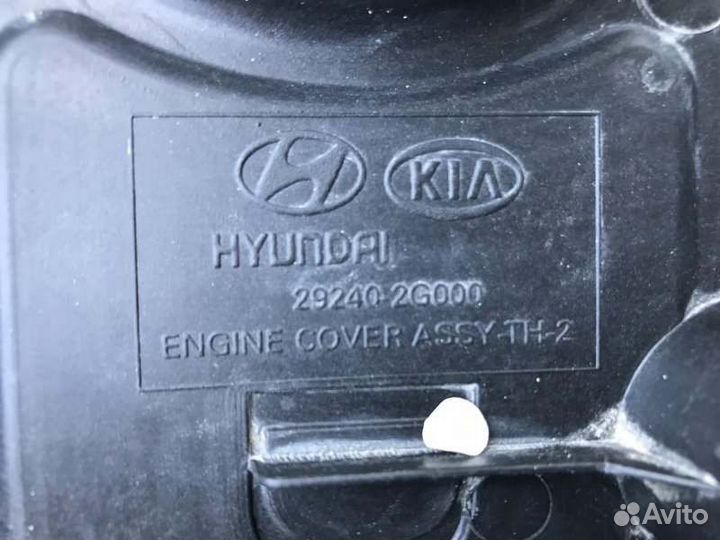 KIA
HYUNDAI
29240-2G000
ENGINE COVER ASSY-TH-2
Avito